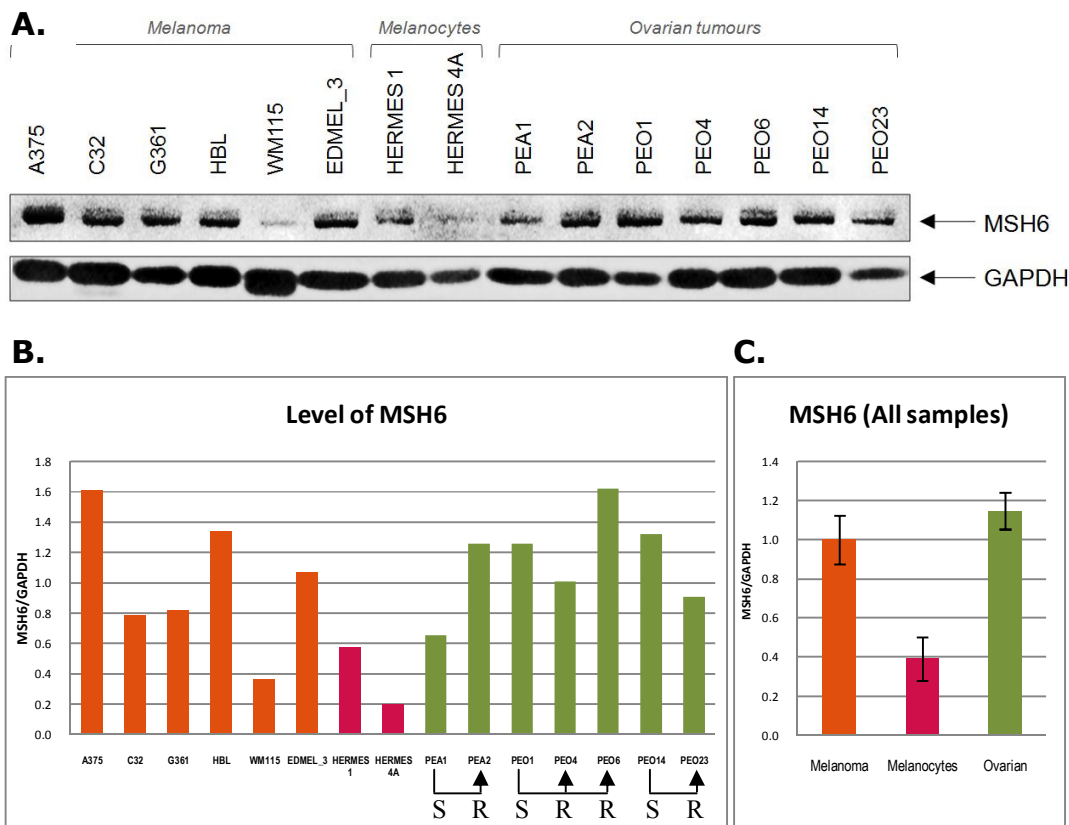 A.
Melanoma Melanocytes Ovarian tumours
A375 C32 G361 HBL WM115 EDMEL_3 HERMES 1 HERMES 4A PEA1 PEA2 PEO1 PEO4 PEO6 PEO14 PEO23
MSH6
GAPDH
B.
Level of MSH6
MSH6/GAPDH
1.8
1.6
1.4
1.2
1.0
0.8
0.6
0.4
0.2
0.0
A375 C32 G361 HBL WM115 EDMEL_3 HERMES 1 HERMES 4A PEA1 PEA2 PEO1 PEO4 PEO6 PEO14 PEO23
S R S R R S R
C.
MSH6 (All samples)
MSH6/GAPDH
1.4
1.2
1.0
0.8
0.6
0.4
0.2
0.0
Melanoma Melanocytes Ovarian